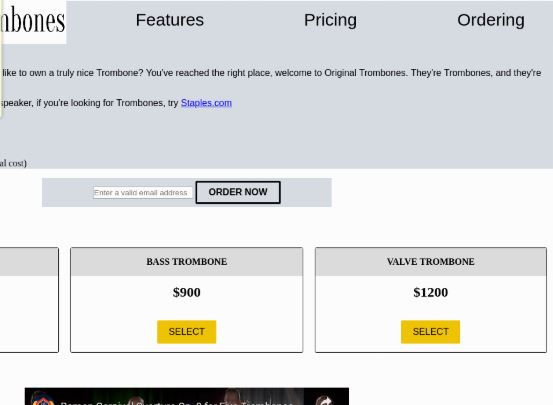 mbones
Features
Pricing
Ordering
like to own a truly nice Trombone? You've reached the right place, welcome to Original Trombones. They're Trombones, and they're
speaker, if you're looking for Trombones, try Staples.com
al cost)
Enter a valid email address
ORDER NOW
BASS TROMBONE
$900
SELECT
VALVE TROMBONE
$1200
SELECT